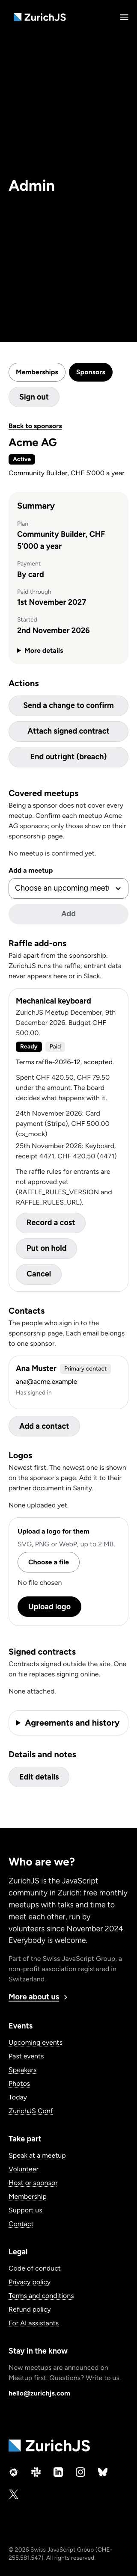 ZurichJS
Admin
Memberships
Sponsors
Sign out
Back to sponsors
Acme AG
Active
Community Builder, CHF 5'000 a year
Summary
Plan
Community Builder, CHF
5'000 a year
Payment
By card
Paid through
1st November 2027
Started
2nd November 2026
More details
Actions
Send a change to confirm
Attach signed contract
End outright (breach)
Covered meetups
Being a sponsor does not cover every
meetup. Confirm each meetup Acme
AG sponsors; only those show on their
sponsorship page.
No meetup is confirmed yet.
Add a meetup
Choose an upcoming meetu
Add
Raffle add-ons
Paid apart from the sponsorship.
ZurichJS runs the raffle; entrant data
never appears here or in Slack.
Mechanical keyboard
ZurichJS Meetup December, 9th
December 2026. Budget CHF
500.00.
Ready
Paid
Terms raffle-2026-12, accepted.
Spent CHF 420.50, CHF 79.50
under the amount. The board
decides what happens with it.
24th November 2026: Card
payment (Stripe), CHF 500.00
(cs_mock)
25th November 2026: Keyboard,
receipt 4471, CHF 420.50 (4471)
The raffle rules for entrants are
not approved yet
(RAFFLE_RULES_VERSION and
RAFFLE_RULES_URL).
Record a cost
Put on hold
Cancel
Contacts
The people who sign in to the
sponsorship page. Each email belongs
to one sponsor.
Ana Muster
Primary contact
ana@acme.example
Has signed in
Add a contact
Logos
Newest first. The newest one is shown
on the sponsor's page. Add it to their
partner document in Sanity.
None uploaded yet.
Upload a logo for them
SVG, PNG or WebP, up to 2 MB.
Choose a file
No file chosen
Upload logo
Signed contracts
Contracts signed outside the site. One
on file replaces signing online.
None attached.
Agreements and history
Details and notes
Edit details
Who are we?
ZurichJS is the JavaScript
community in Zurich: free monthly
meetups with talks and time to
meet each other, run by
volunteers since November 2024.
Everybody is welcome.
Part of the Swiss JavaScript Group, a
non-profit association registered in
Switzerland.
More about us
Events
Upcoming events
Past events
Speakers
Photos
Today
ZurichJS Conf
Take part
Speak at a meetup
Volunteer
Host or sponsor
Membership
Support us
Contact
Legal
Code of conduct
Privacy policy
Terms and conditions
Refund policy
For AI assistants
Stay in the know
New meetups are announced on
Meetup first. Questions? Write to us.
hello@zurichjs.com
ZurichJS
© 2026 Swiss JavaScript Group (CHE-
255.581.547). All rights reserved.